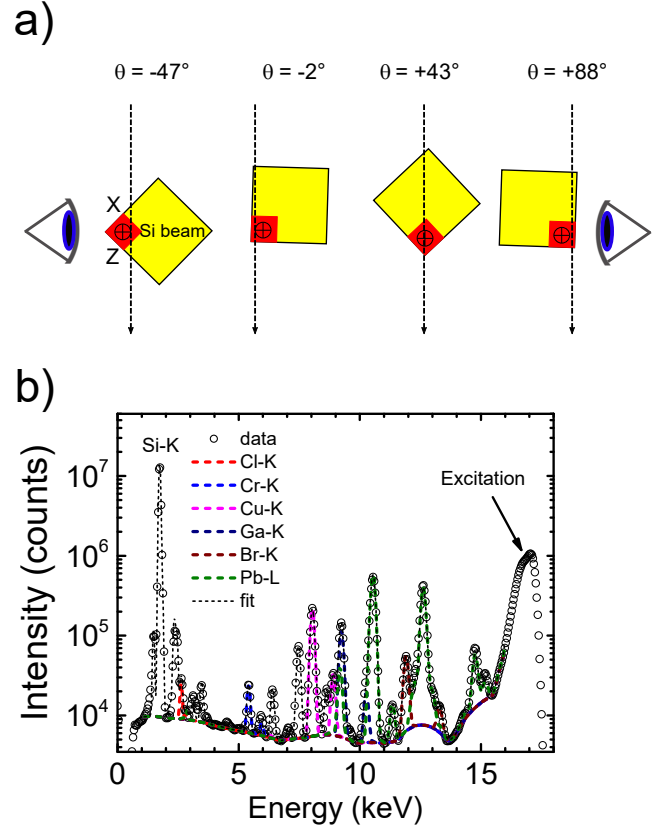 a)
θ = -47°
θ = -2°
θ = +43°
θ = +88°
X
Si beam
Z
b)
Intensity (counts)
10⁷
10⁶
10⁵
10⁴
Si-K
data
Cl-K
Cr-K
Cu-K
Ga-K
Br-K
Pb-L
fit
Excitation
0
5
10
15
Energy (keV)